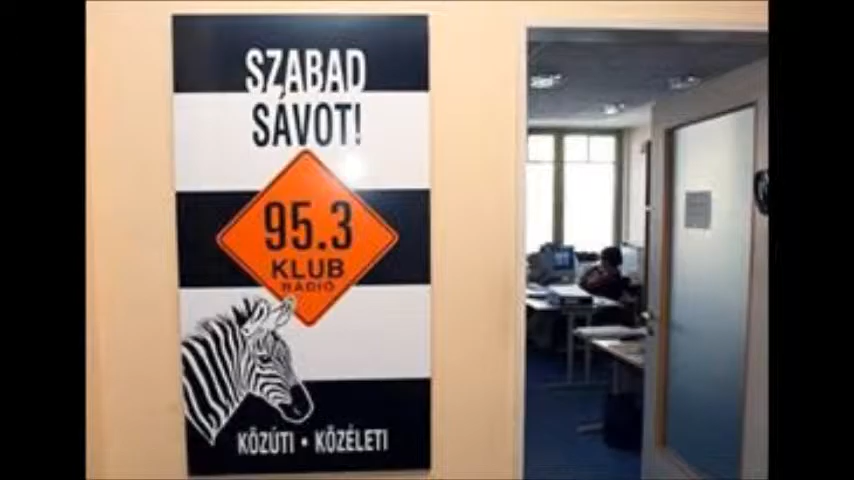 SZABAD
SÁVOT!
95.3
KLUB
RÁDIÓ
KÖZÚTI • KÖZÉLETI